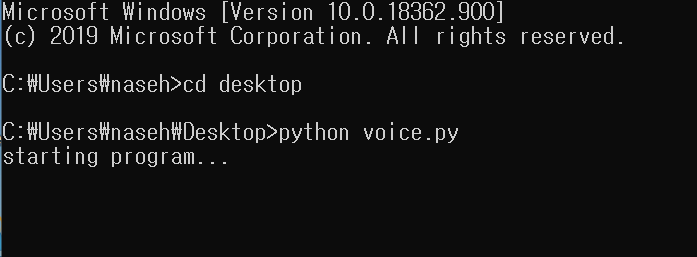 Microsoft Windows [Version 10.0.18362.900]
(c) 2019 Microsoft Corporation. All rights reserved.
C:₩Users₩naseh>cd desktop
C:₩Users₩naseh₩Desktop>python voice.py
starting program...